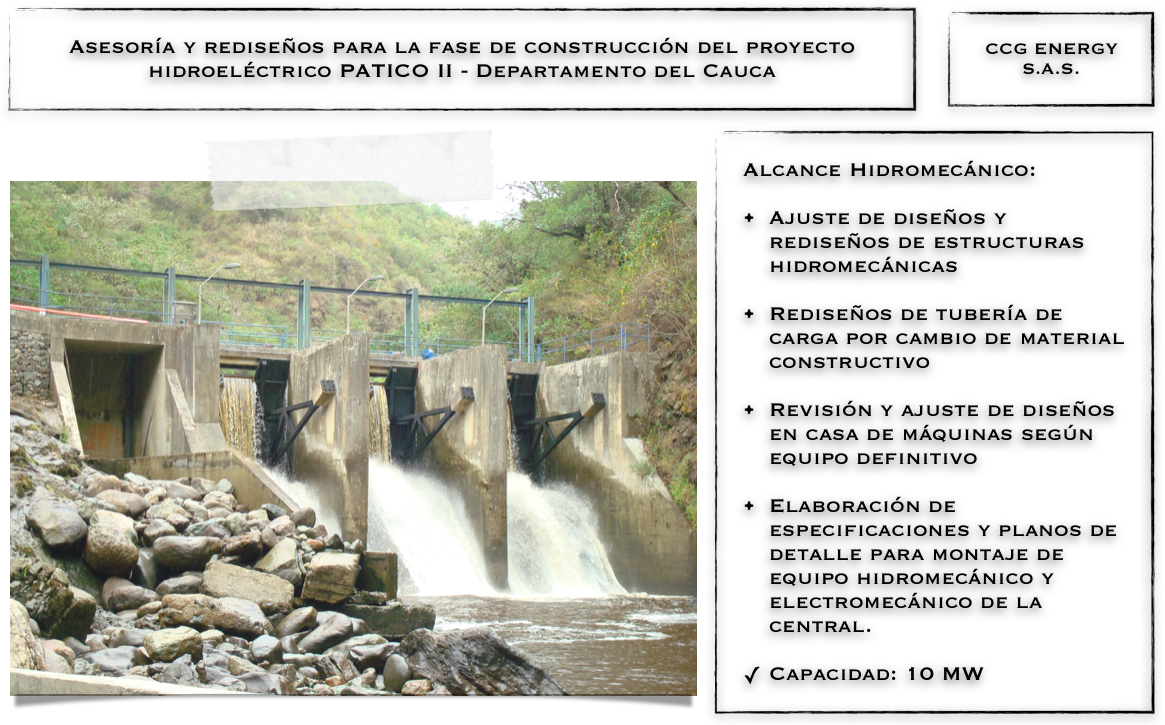 Asesoría y rediseños para la fase de construcción del proyecto
hidroeléctrico PATICO II - Departamento del Cauca
CCG ENERGY
S.A.S.
Alcance Hidromecánico:
+ Ajuste de diseños y
rediseños de estructuras
hidromecánicas
+ Rediseños de tubería de
carga por cambio de material
constructivo
+ Revisión y ajuste de diseños
en casa de máquinas según
equipo definitivo
+ Elaboración de
especificaciones y planos de
detalle para montaje de
equipo hidromecánico y
electromecánico de la
central.
✓ Capacidad: 10 MW